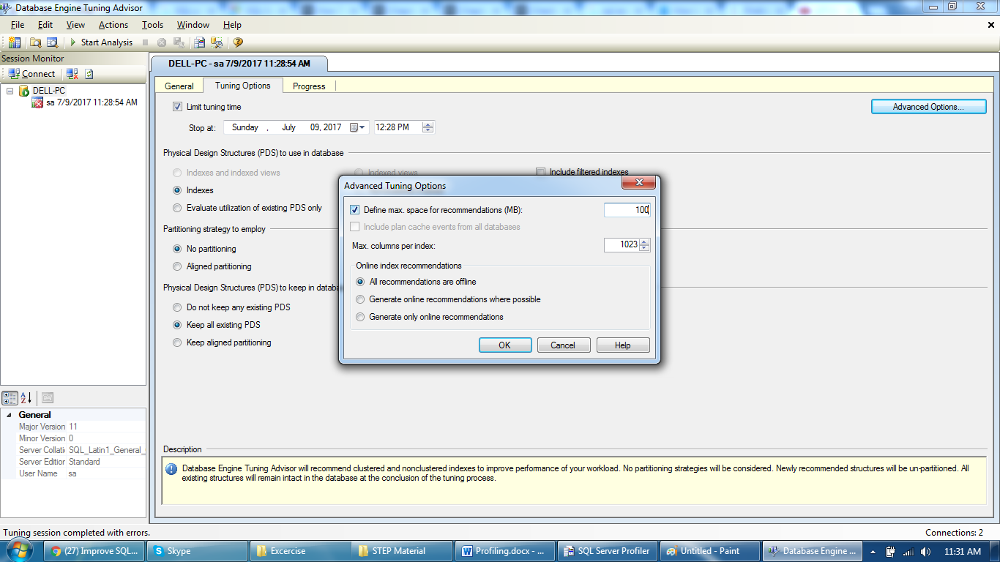 Database Engine Tuning Advisor
File Edit View Actions Tools Window Help
Start Analysis
Session Monitor
Connect
DELL-PC
sa 7/9/2017 11:28:54 AM
DELL-PC - sa 7/9/2017 11:28:54 AM
General Tuning Options Progress
Limit tuning time
Advanced Options...
Stop at: Sunday , July 09, 2017 12:28 PM
Physical Design Structures (PDS) to use in database
Indexes and indexed views
Indexed views
Include filtered indexes
Indexes
Evaluate utilization of existing PDS only
Partitioning strategy to employ
No partitioning
Aligned partitioning
Physical Design Structures (PDS) to keep in databa
Do not keep any existing PDS
Keep all existing PDS
Keep aligned partitioning
Advanced Tuning Options
Define max. space for recommendations (MB): 100
Include plan cache events from all databases
Max. columns per index: 1023
Online index recommendations
All recommendations are offline
Generate online recommendations where possible
Generate only online recommendations
OK Cancel Help
General
Major Version 11
Minor Version 0
Server Collati SQL_Latin1_General_
Server Edition Standard
User Name sa
Description
Database Engine Tuning Advisor will recommend clustered and nonclustered indexes to improve performance of your workload. No partitioning strategies will be considered. Newly recommended structures will be un-partitioned. All
existing structures will remain intact in the database at the conclusion of the tuning process.
Tuning session completed with errors.
Connections: 2
(27) Improve SQL... Skype Excercise STEP Material Profiling.docx - ... SQL Server Profiler Untitled - Paint Database Engine ... 11:31 AM